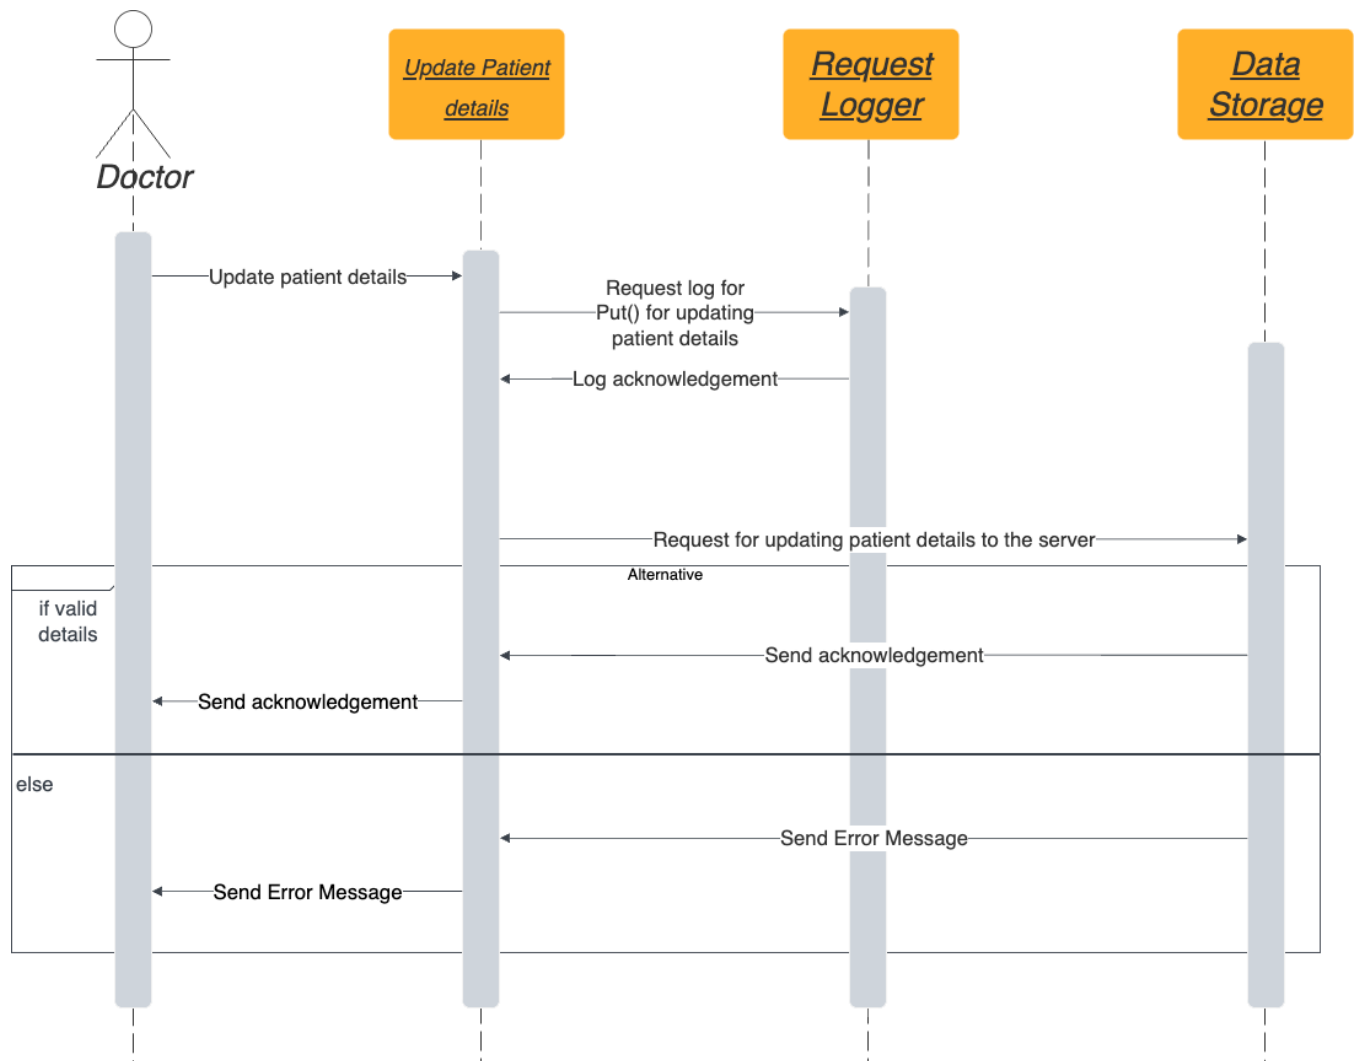 Update Patient
details
Request
Logger
Data
Storage
Doctor
Update patient details
Request log for
Put() for updating
patient details
Log acknowledgement
Request for updating patient details to the server
Alternative
if valid
details
Send acknowledgement
Send acknowledgement
else
Send Error Message
Send Error Message